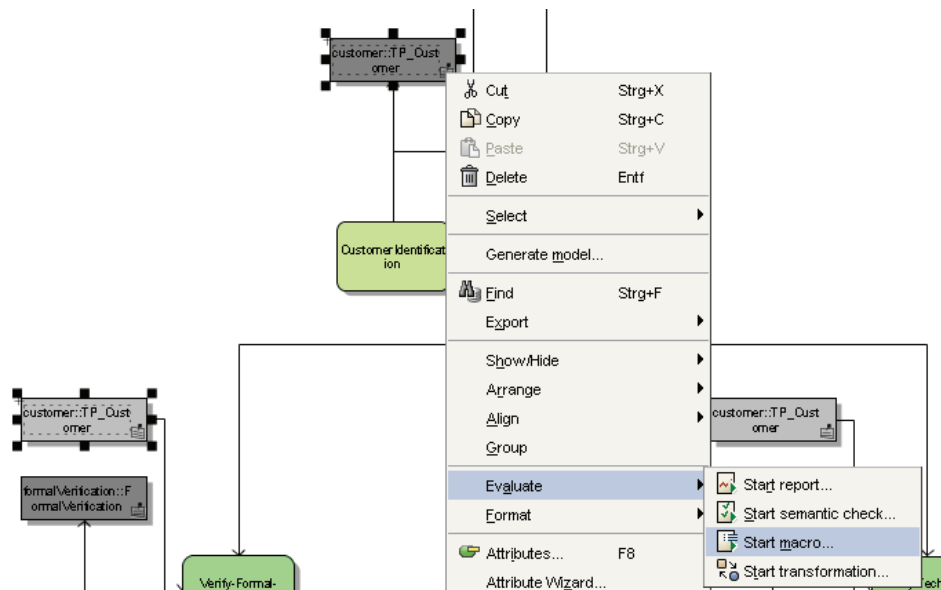 customer::TP_Cust
omer
Cut Strg+X
Copy Strg+C
Paste Strg+V
Delete Entf
Select
CustomerIdentificat
ion
Generate model...
Find Strg+F
Export
Show/Hide
Arrange
Align
Group
customer::TP_Cust
omer
customer::TP_Cust
omer
formalVerification::F
ormalVerification
Evaluate
Format
Attributes... F8
Attribute Wizard...
Start report...
Start semantic check...
Start macro...
Start transformation...
Verify-Formal-